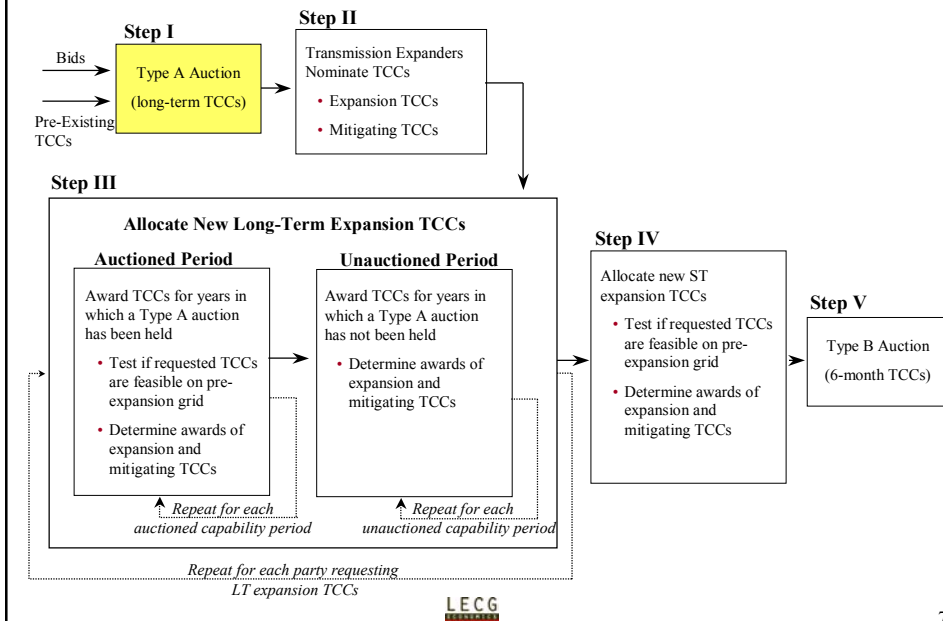 Step I
Bids
Pre-Existing
TCCs
Type A Auction
(long-term TCCs)
Step II
Transmission Expanders
Nominate TCCs
• Expansion TCCs
• Mitigating TCCs
Step III
Allocate New Long-Term Expansion TCCs
Auctioned Period
Award TCCs for years in
which a Type A auction
has been held
• Test if requested TCCs
are feasible on pre-
expansion grid
• Determine awards of
expansion and
mitigating TCCs
Repeat for each
auctioned capability period
Unauctioned Period
Award TCCs for years in
which a Type A auction
has not been held
• Determine awards of
expansion and
mitigating TCCs
Repeat for each
unauctioned capability period
Repeat for each party requesting
LT expansion TCCs
Step IV
Allocate new ST
expansion TCCs
• Test if requested TCCs
are feasible on pre-
expansion grid
• Determine awards of
expansion and
mitigating TCCs
Step V
Type B Auction
(6-month TCCs)
LECG
ECONOMICS